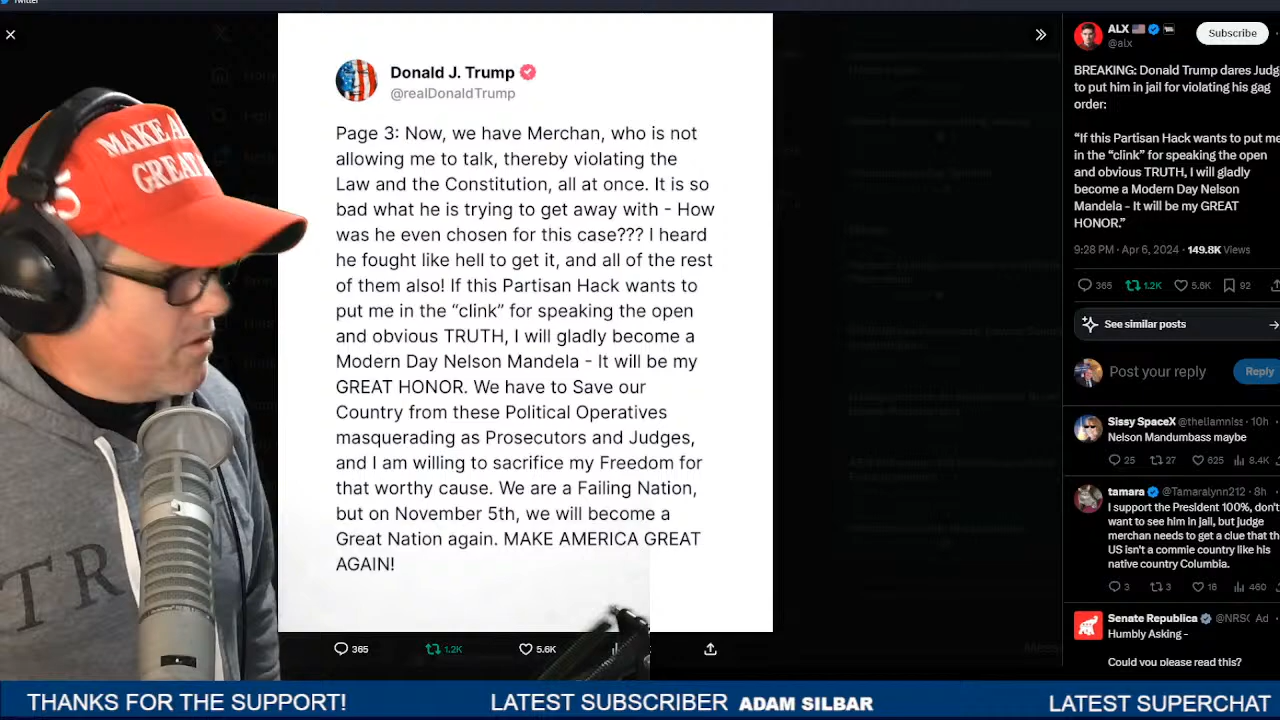 Twitter
Donald J. Trump
@realDonaldTrump
Page 3: Now, we have Merchan, who is not
allowing me to talk, thereby violating the
Law and the Constitution, all at once. It is so
bad what he is trying to get away with - How
was he even chosen for this case??? I heard
he fought like hell to get it, and all of the rest
of them also! If this Partisan Hack wants to
put me in the “clink” for speaking the open
and obvious TRUTH, I will gladly become a
Modern Day Nelson Mandela - It will be my
GREAT HONOR. We have to Save our
Country from these Political Operatives
masquerading as Prosecutors and Judges,
and I am willing to sacrifice my Freedom for
that worthy cause. We are a Failing Nation,
but on November 5th, we will become a
Great Nation again. MAKE AMERICA GREAT
AGAIN!
365 1.2K 5.6K
ALX
@alx
Subscribe
BREAKING: Donald Trump dares Judg
to put him in jail for violating his gag
order:
“If this Partisan Hack wants to put me
in the “clink” for speaking the open
and obvious TRUTH, I will gladly
become a Modern Day Nelson
Mandela - It will be my GREAT
HONOR.”
9:28 PM · Apr 6, 2024 · 149.8K Views
365 1.2K 5.6K 92
See similar posts
Post your reply
Reply
Sissy SpaceX @theliamniss · 10h
Nelson Mandumbass maybe
25 27 625 8.4K
tamara @Tamaralynn212 · 8h
I support the President 100%, don't
want to see him in jail, but judge
merchan needs to get a clue that th
US isn't a commie country like his
native country Columbia.
3 3 16 460
Senate Republica @NRSC Ad
Humbly Asking -
Could you please read this?
MAKE A
GREAT
TR
THANKS FOR THE SUPPORT!
LATEST SUBSCRIBER ADAM SILBAR
LATEST SUPERCHAT